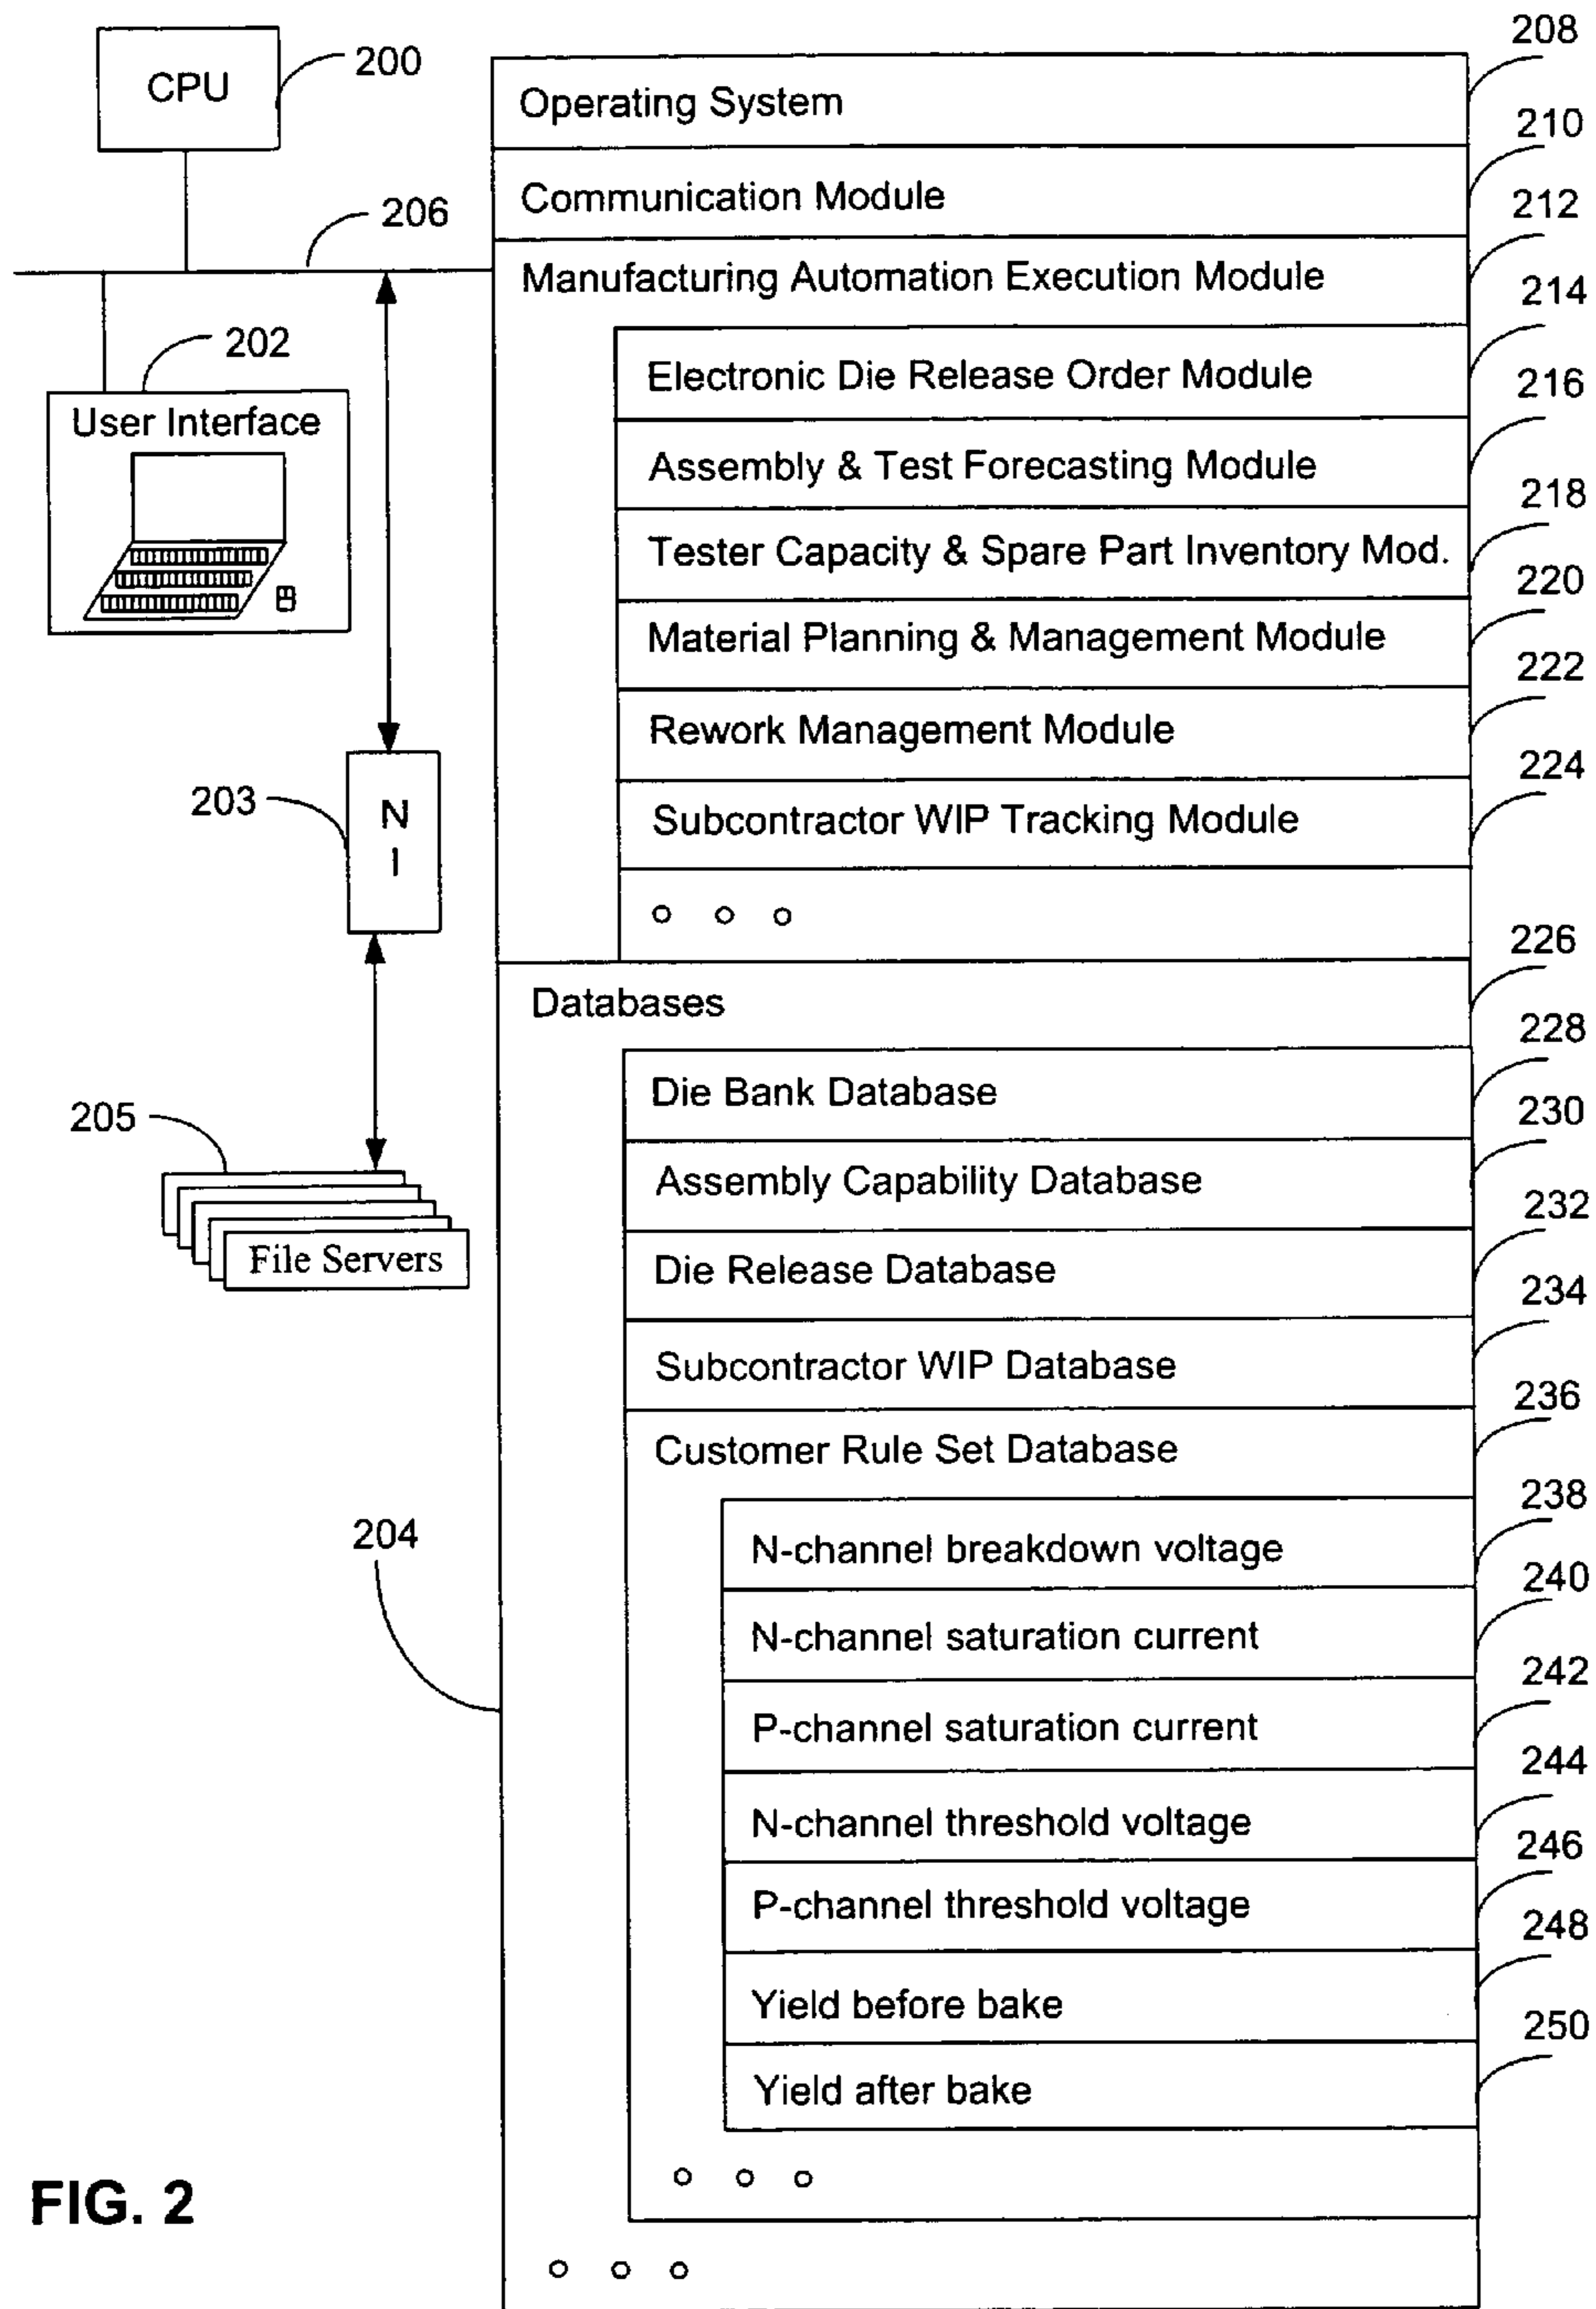 208
CPU
200
Operating System
210
Communication Module
212
206
Manufacturing Automation Execution Module
214
202
Electronic Die Release Order Module
216
User Interface
Assembly & Test Forecasting Module
218
Tester Capacity & Spare Part Inventory Mod.
220
Material Planning & Management Module
222
Rework Management Module
224
203
N
I
Subcontractor WIP Tracking Module
226
Databases
228
Die Bank Database
230
205
Assembly Capability Database
232
File Servers
Die Release Database
234
Subcontractor WIP Database
236
Customer Rule Set Database
238
204
N-channel breakdown voltage
240
N-channel saturation current
242
P-channel saturation current
244
N-channel threshold voltage
246
P-channel threshold voltage
248
Yield before bake
250
Yield after bake
FIG. 2